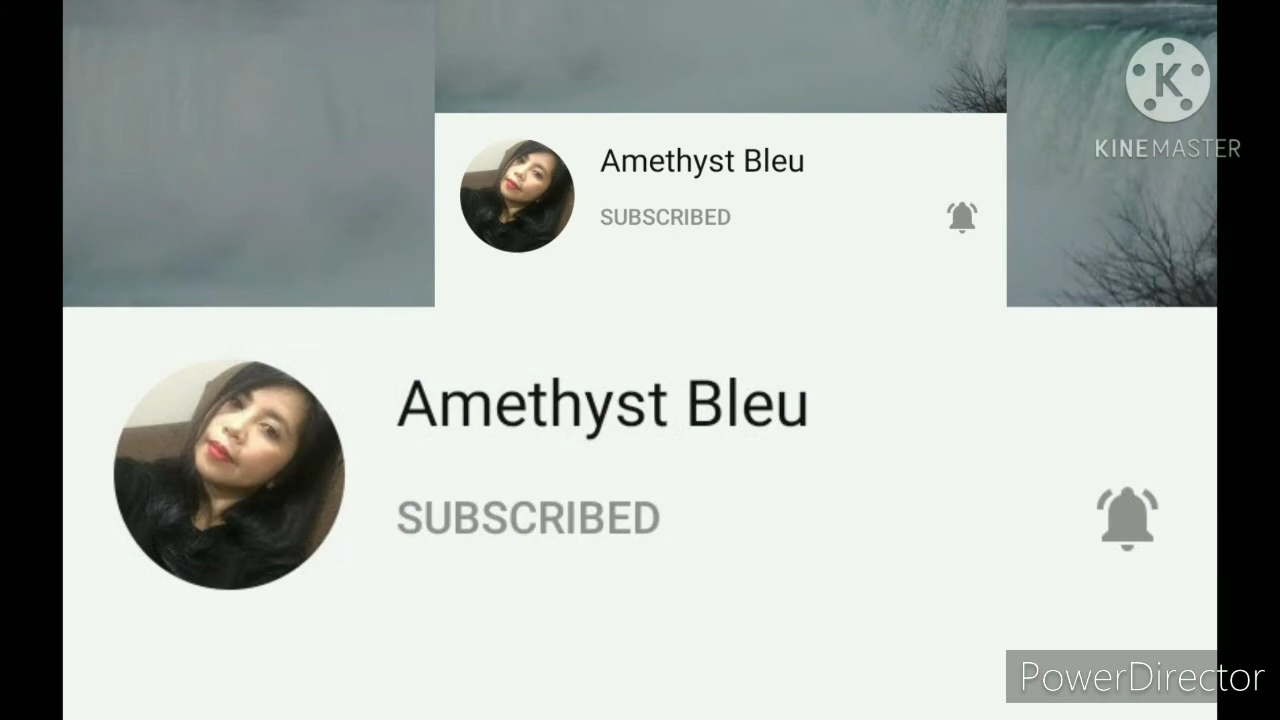 K
KINEMASTER
Amethyst Bleu
SUBSCRIBED
Amethyst Bleu
SUBSCRIBED
PowerDirector